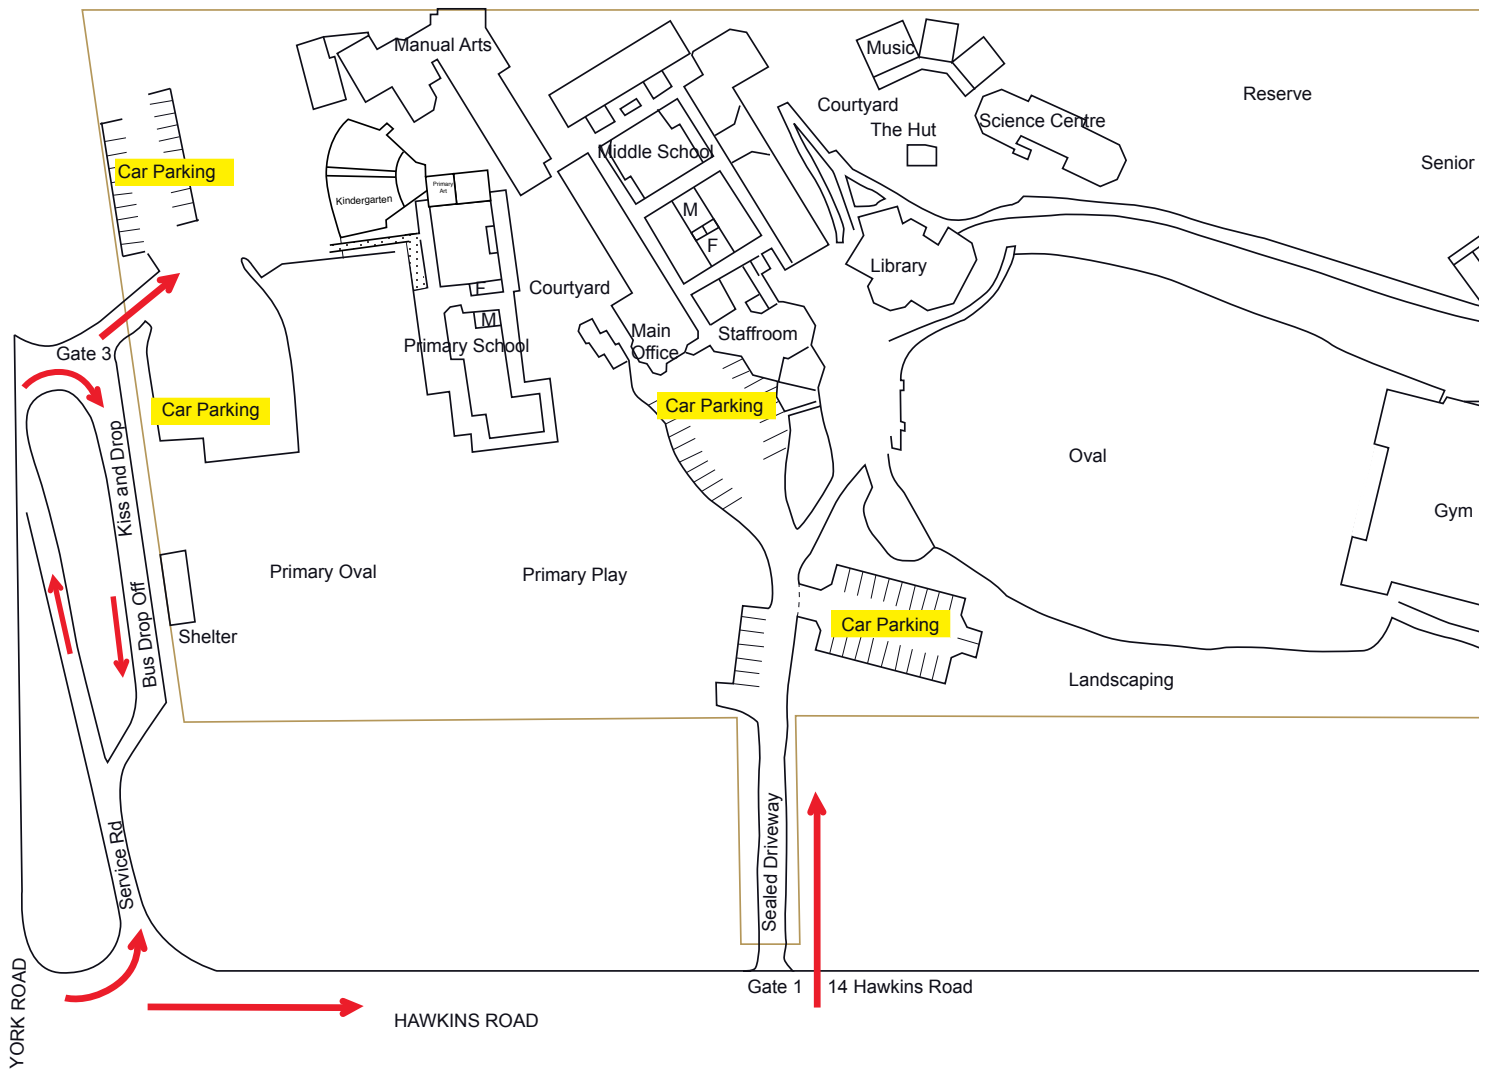 Manual Arts
Music
Reserve
Courtyard
The Hut
Science Centre
Middle School
Senior
Car Parking
Primary
Art
Kindergarten
M
F
Library
Courtyard
F
M
Main
Office
Staffroom
Primary School
Gate 3
Car Parking
Car Parking
Kiss and Drop
Oval
Gym
Primary Oval
Primary Play
Bus Drop Off
Shelter
Car Parking
Landscaping
Service Rd
Sealed Driveway
Gate 1
14 Hawkins Road
YORK ROAD
HAWKINS ROAD